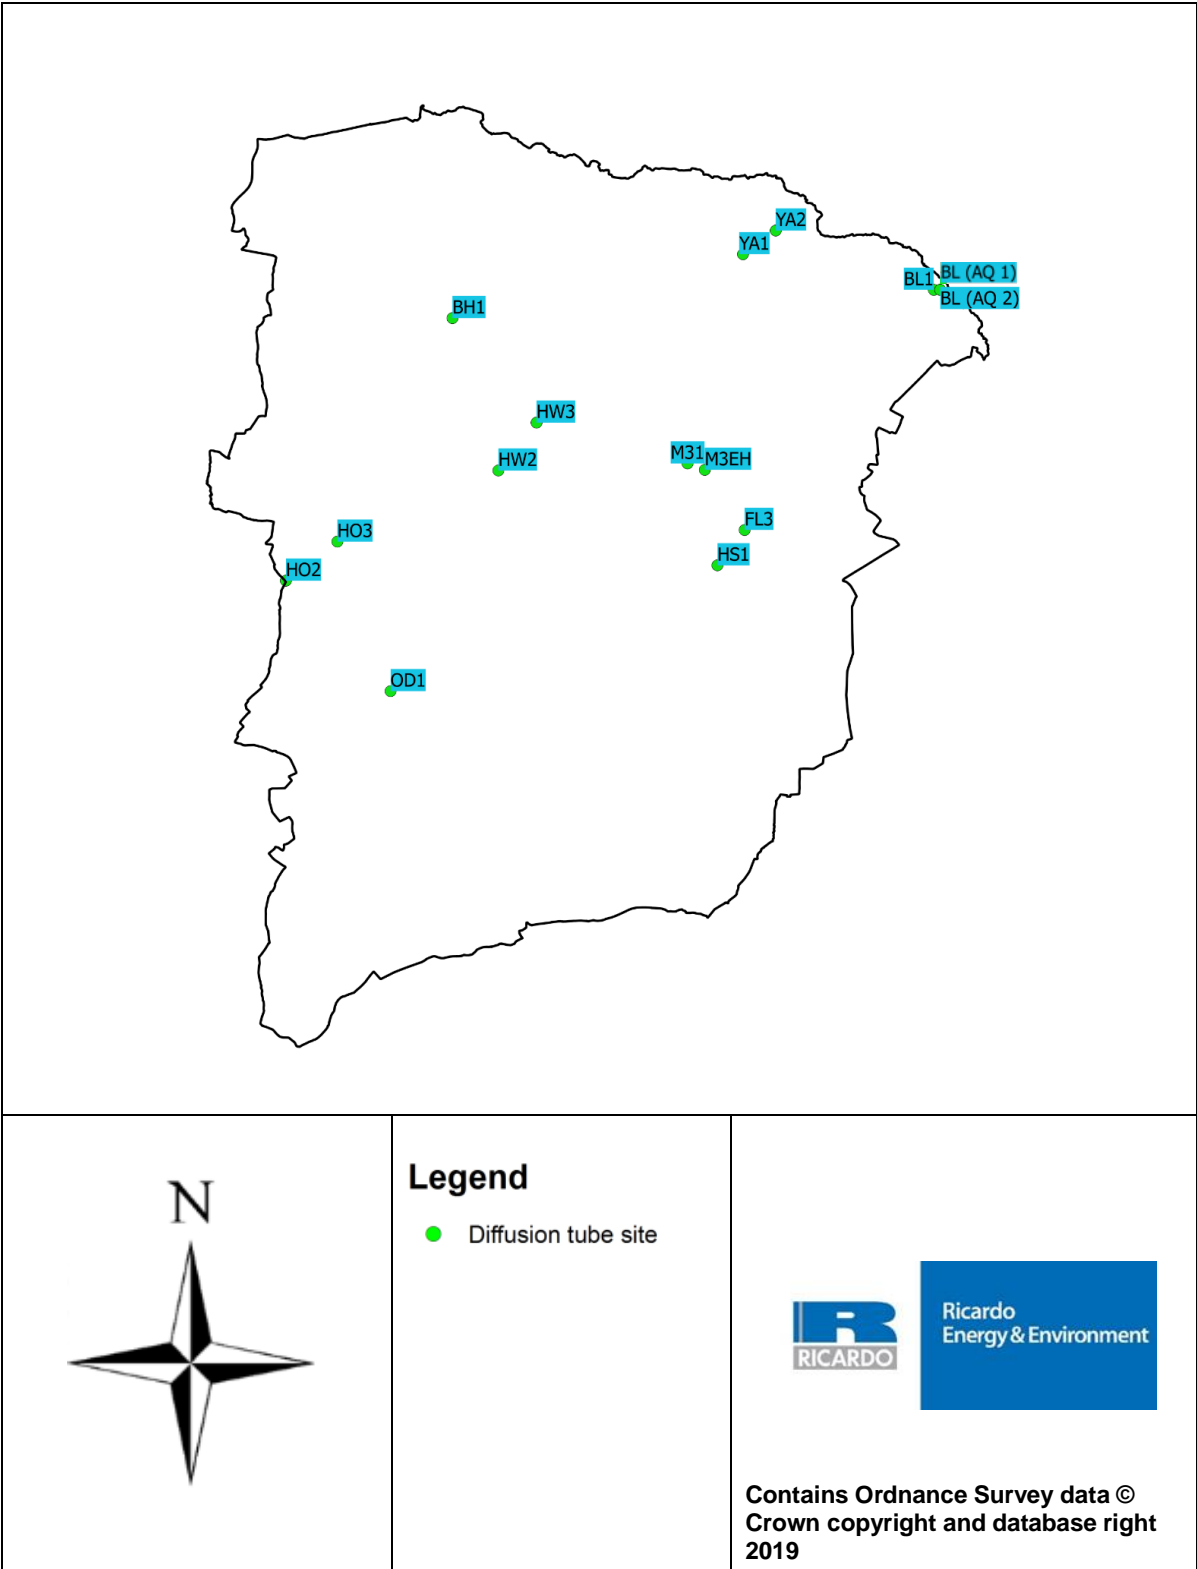 YA2
YA1
BL (AQ 1)
BL1
BL (AQ 2)
BH1
HW3
M31
M3EH
HW2
FL3
HO3
HS1
HO2
OD1
N
Legend
Diffusion tube site
R
RICARDO
Ricardo
Energy & Environment
Contains Ordnance Survey data ©
Crown copyright and database right
2019